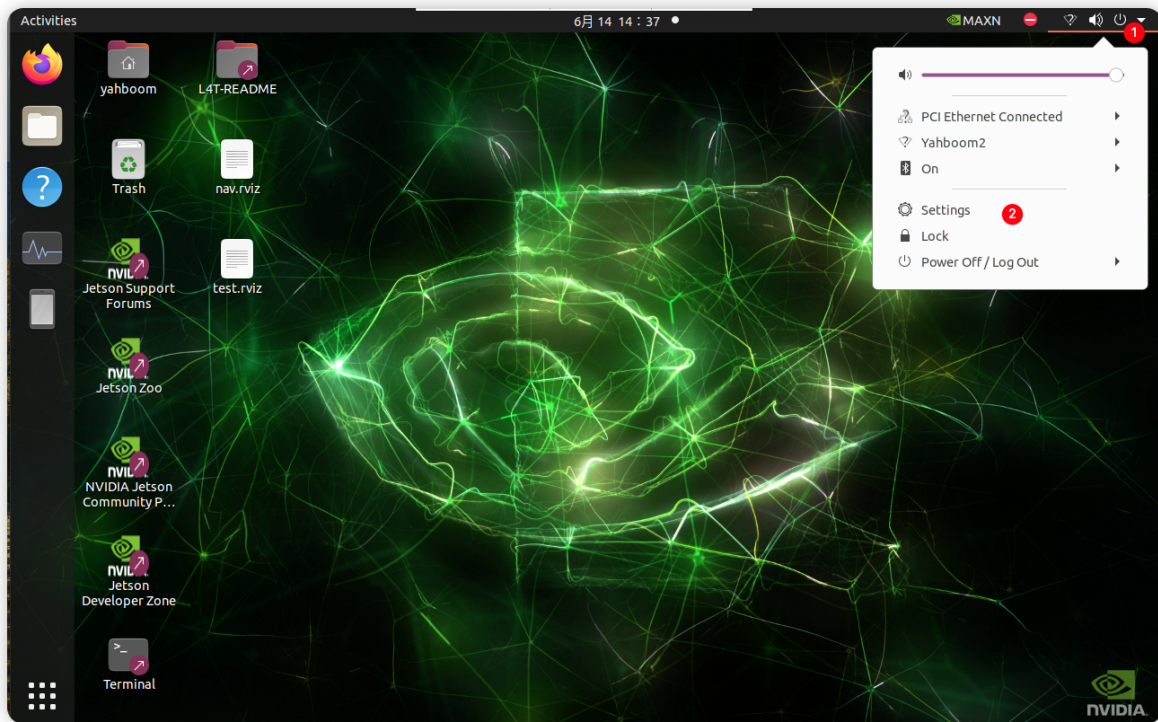 Activities
6月 14 14：37
MAXN
1
yahboom
L4T-README
PCI Ethernet Connected
Yahboom2
On
Trash
nav.rviz
Settings
2
Lock
Power Off / Log Out
NVIDIA
Jetson Support
Forums
test.rviz
Jetson Zoo
NVIDIA Jetson
Community P...
Jetson
Developer Zone
>_
Terminal
NVIDIA.